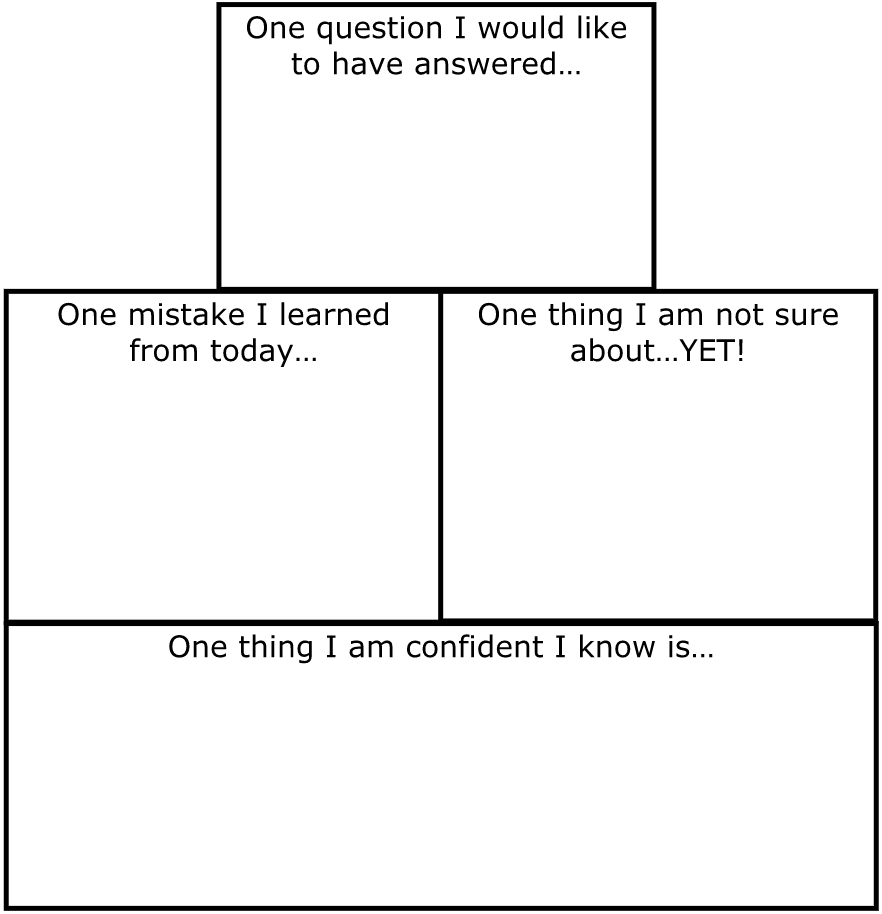 One question I would like
to have answered…
One mistake I learned
from today…
One thing I am not sure
about…YET!
One thing I am confident I know is…